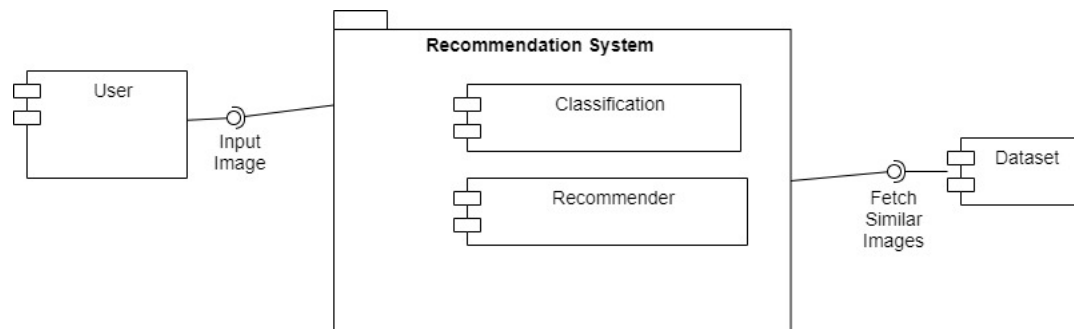 Recommendation System
User
Classification
Input
Image
Recommender
Dataset
Fetch
Similar
Images